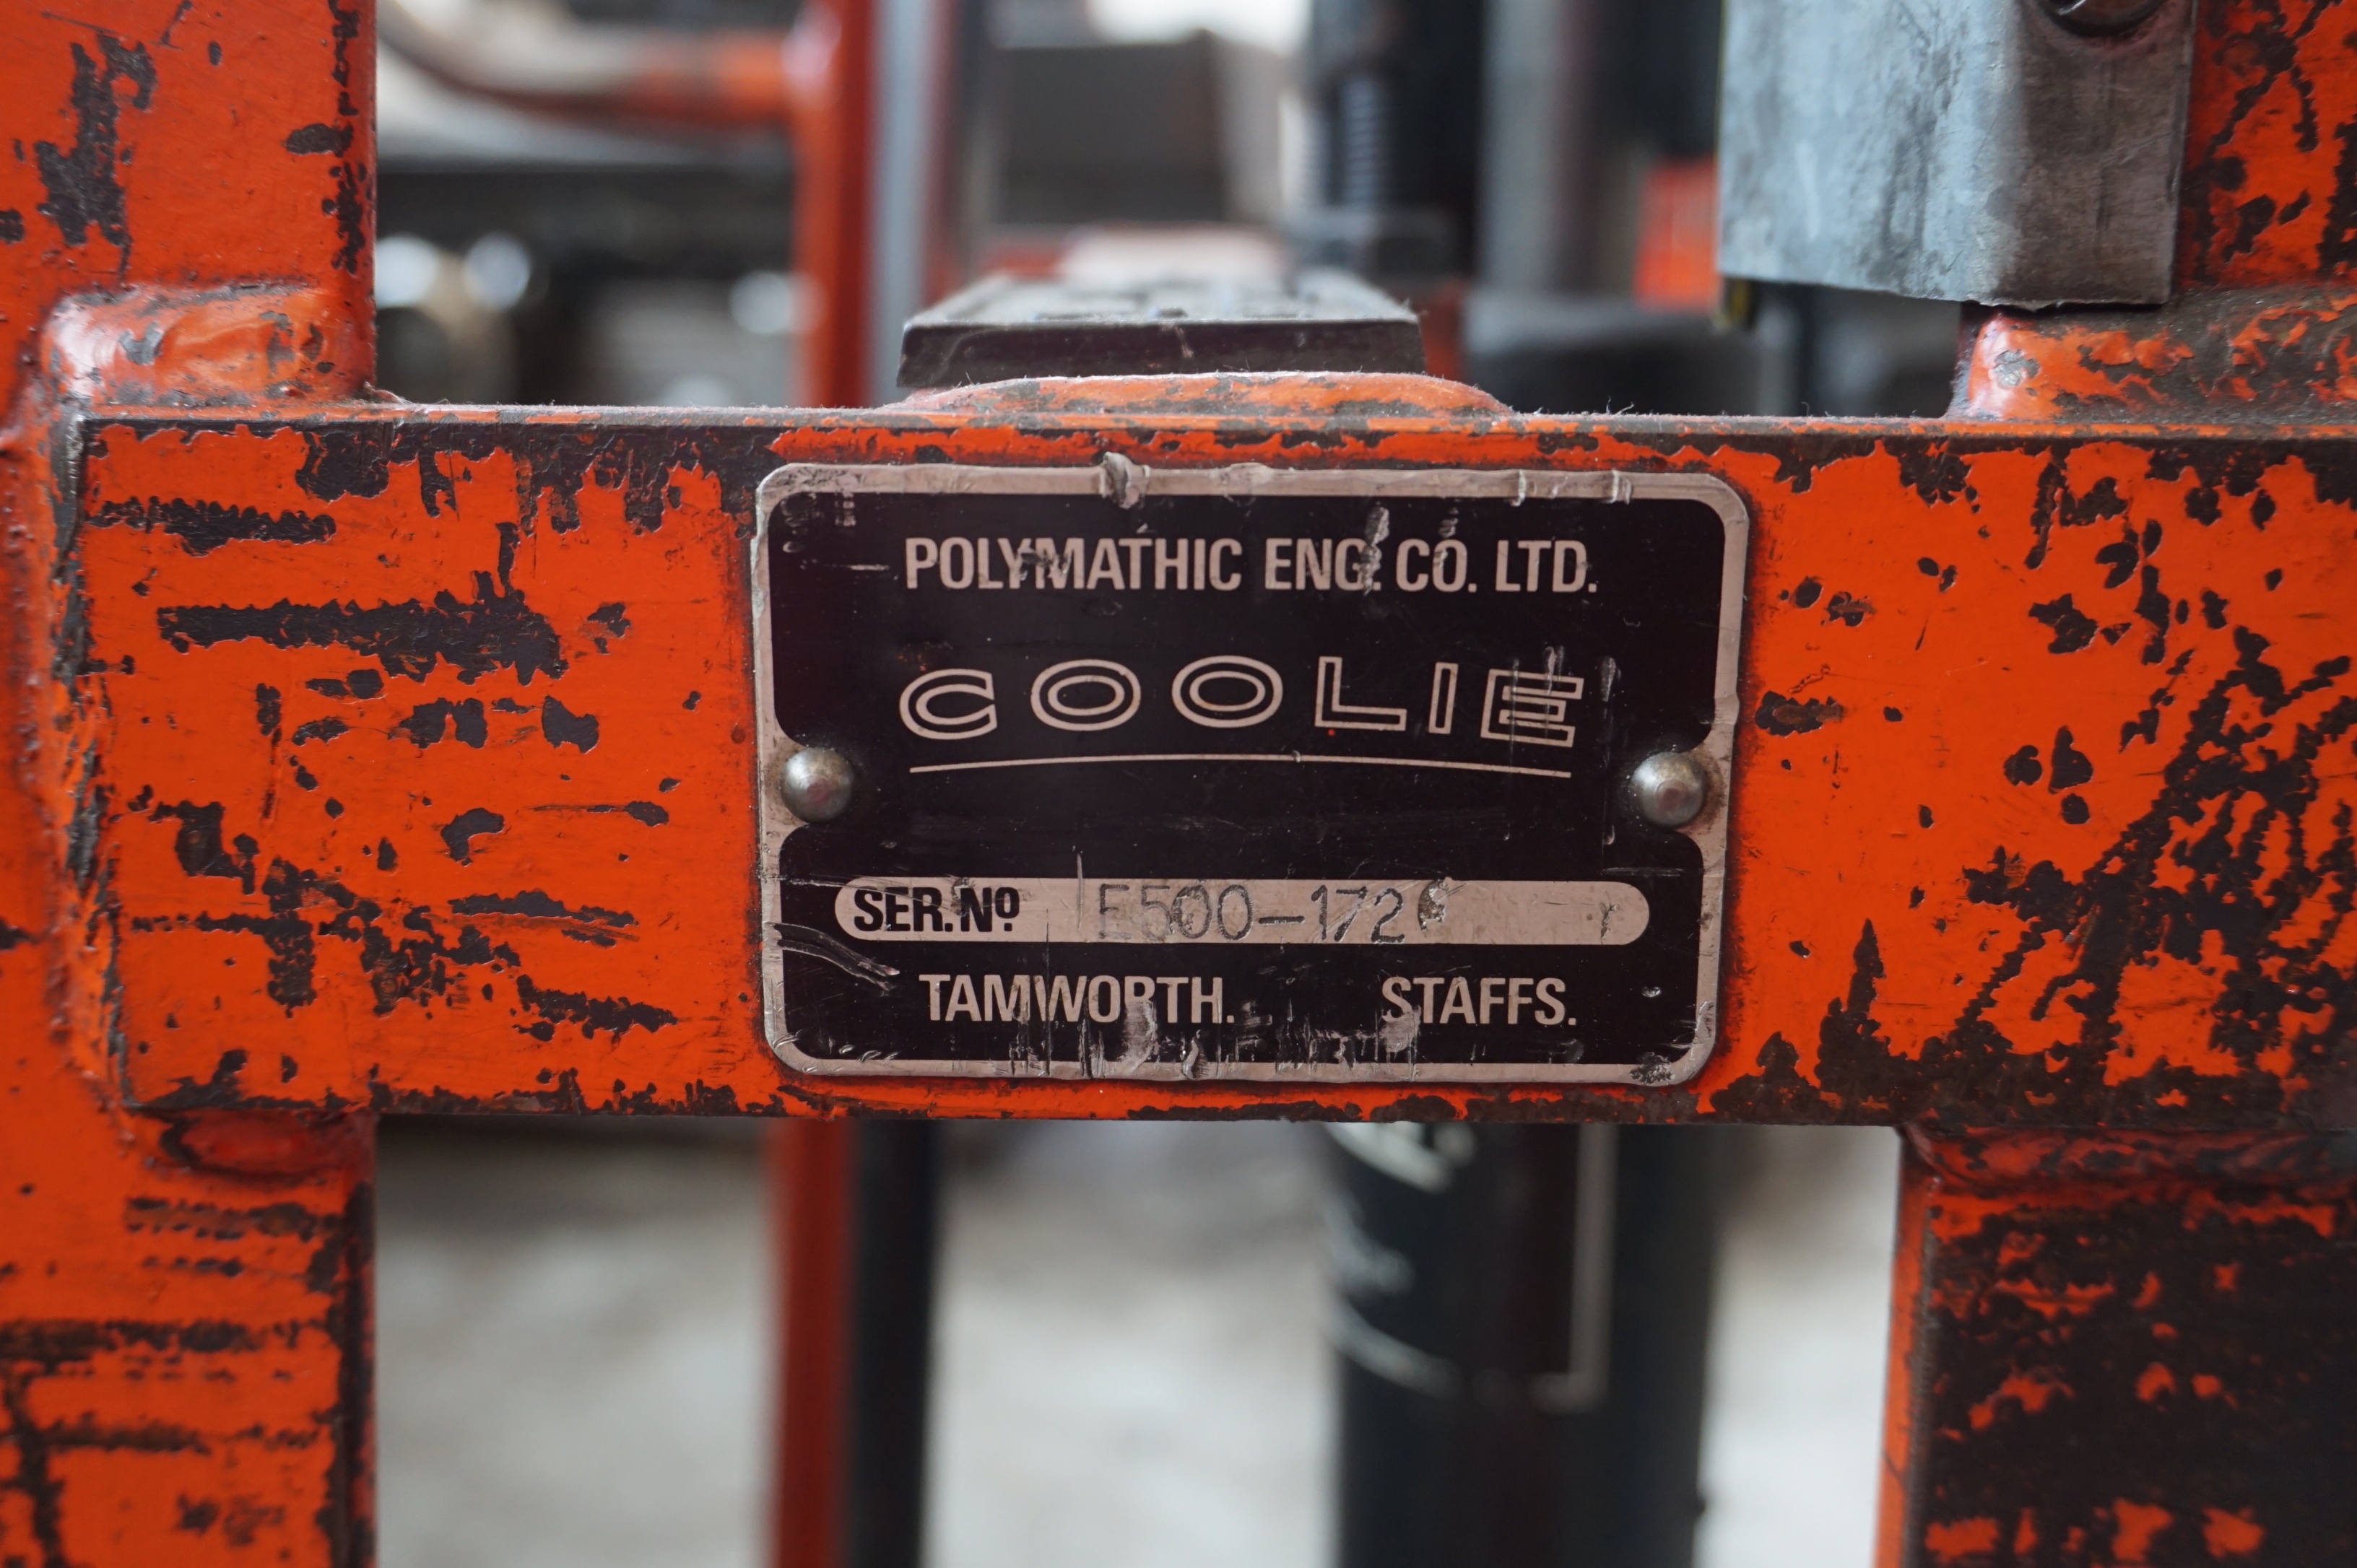 POLYMATHIC ENG. CO. LTD.
COOLIE
SER. Nº E500-172
TAMWORTH. STAFFS.